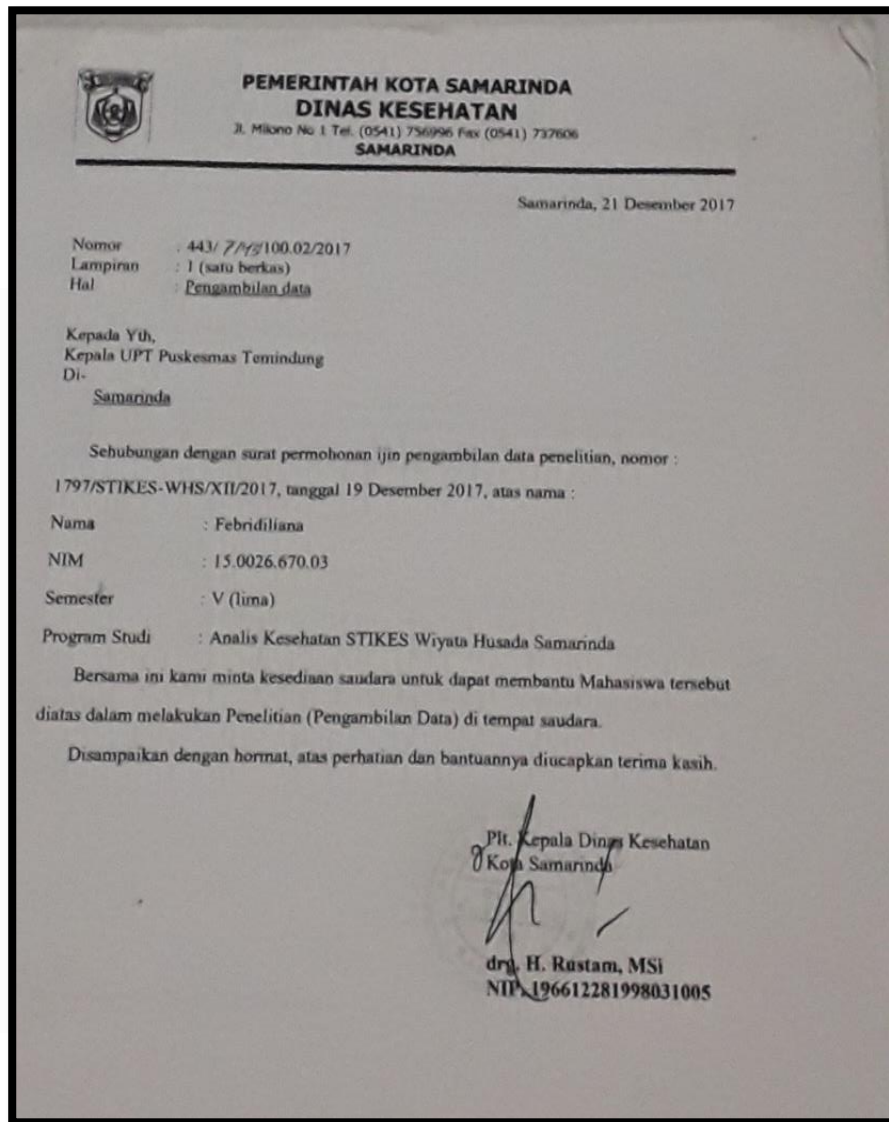 PEMERINTAH KOTA SAMARINDA
DINAS KESEHATAN
Jl. Milono No 1 Tel. (0541) 756996 Fax (0541) 737606
SAMARINDA
Samarinda, 21 Desember 2017
Nomor : 443/ /100.02/2017
Lampiran : 1 (satu berkas)
Hal : Pengambilan data
Kepada Yth,
Kepala UPT Puskesmas Temindung
Di-
Samarinda
Sehubungan dengan surat permohonan ijin pengambilan data penelitian, nomor :
1797/STIKES-WHS/XII/2017, tanggal 19 Desember 2017, atas nama :
Nama : Febridiliana
NIM : 15.0026.670.03
Semester : V (lima)
Program Studi : Analis Kesehatan STIKES Wiyata Husada Samarinda
Bersama ini kami minta kesediaan saudara untuk dapat membantu Mahasiswa tersebut
diatas dalam melakukan Penelitian (Pengambilan Data) di tempat saudara.
Disampaikan dengan hormat, atas perhatian dan bantuannya diucapkan terima kasih.
Plt. Kepala Dinas Kesehatan
Kota Samarinda
drg. H. Rustam, MSi
NIP. 196612281998031005